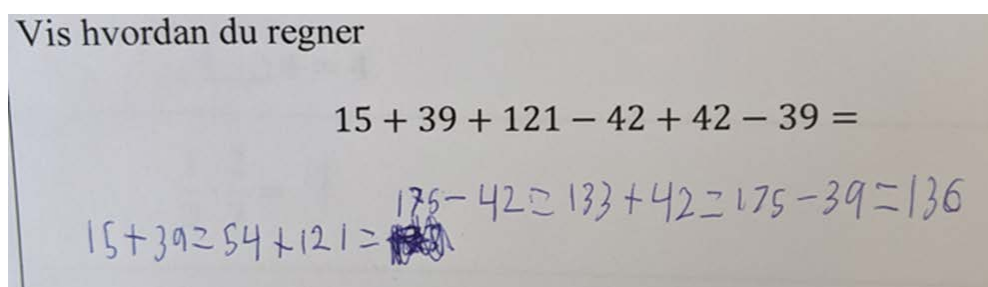 Vis hvordan du regner
15 + 39 + 121 − 42 + 42 − 39 =
175 - 42 = 133 + 42 = 175 - 39 = 136
15 + 39 = 54 + 121 =